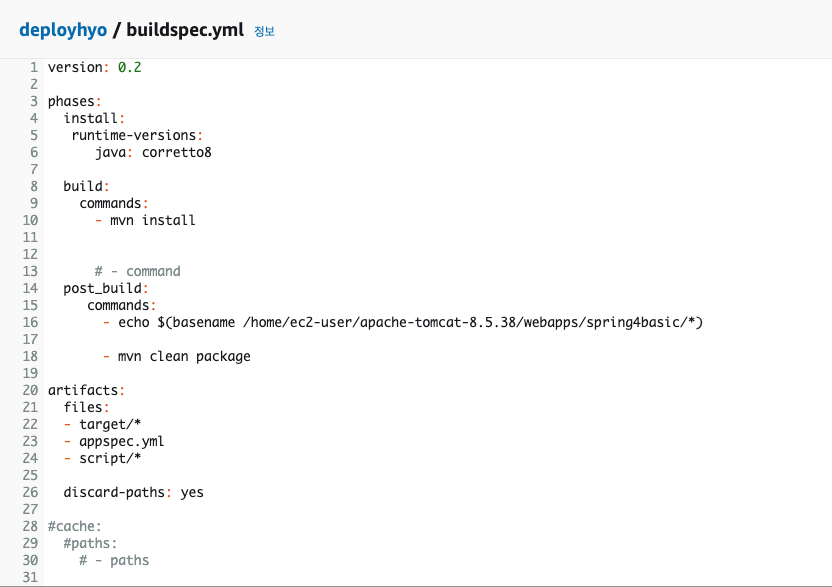 deployhyo / buildspec.yml 정보
1 version: 0.2
2
3 phases:
4   install:
5    runtime-versions:
6       java: corretto8
7
8   build:
9     commands:
10       - mvn install
11
12
13       # - command
14   post_build:
15      commands:
16        - echo $(basename /home/ec2-user/apache-tomcat-8.5.38/webapps/spring4basic/*)
17
18        - mvn clean package
19
20 artifacts:
21   files:
22   - target/*
23   - appspec.yml
24   - script/*
25
26   discard-paths: yes
27
28 #cache:
29   #paths:
30     # - paths
31